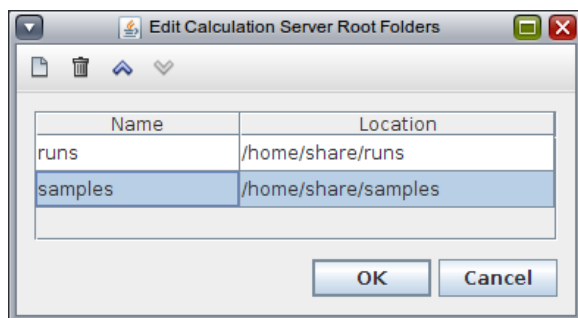 Edit Calculation Server Root Folders
Name Location
runs /home/share/runs
samples /home/share/samples
OK Cancel